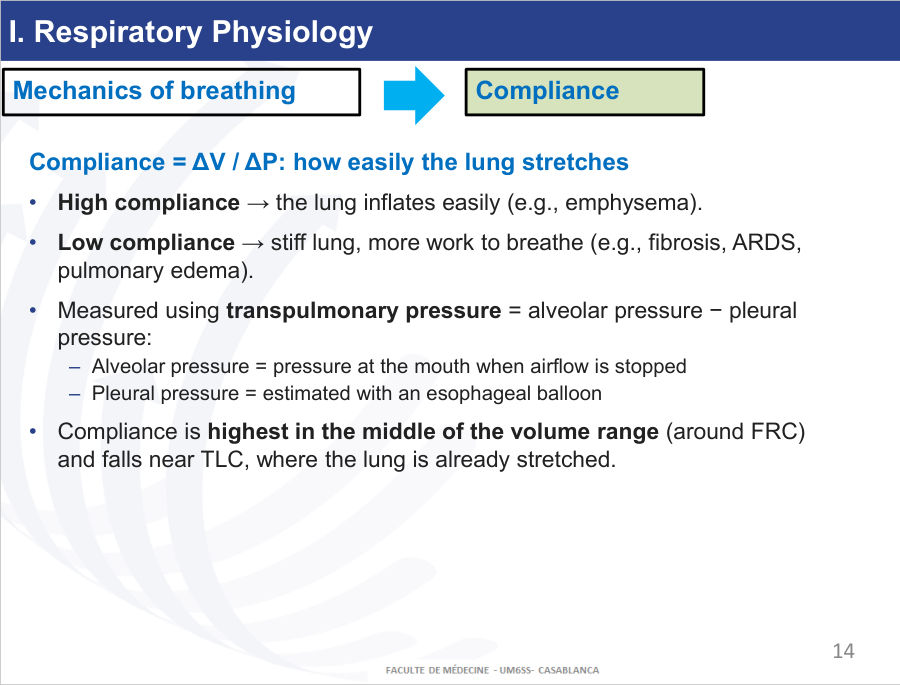 I. Respiratory Physiology
Mechanics of breathing
Compliance
Compliance = ΔV / ΔP: how easily the lung stretches
• High compliance → the lung inflates easily (e.g., emphysema).
• Low compliance → stiff lung, more work to breathe (e.g., fibrosis, ARDS,
pulmonary edema).
• Measured using transpulmonary pressure = alveolar pressure − pleural
pressure:
– Alveolar pressure = pressure at the mouth when airflow is stopped
– Pleural pressure = estimated with an esophageal balloon
• Compliance is highest in the middle of the volume range (around FRC)
and falls near TLC, where the lung is already stretched.
14
FACULTE DE MÉDECINE - UM6SS- CASABLANCA